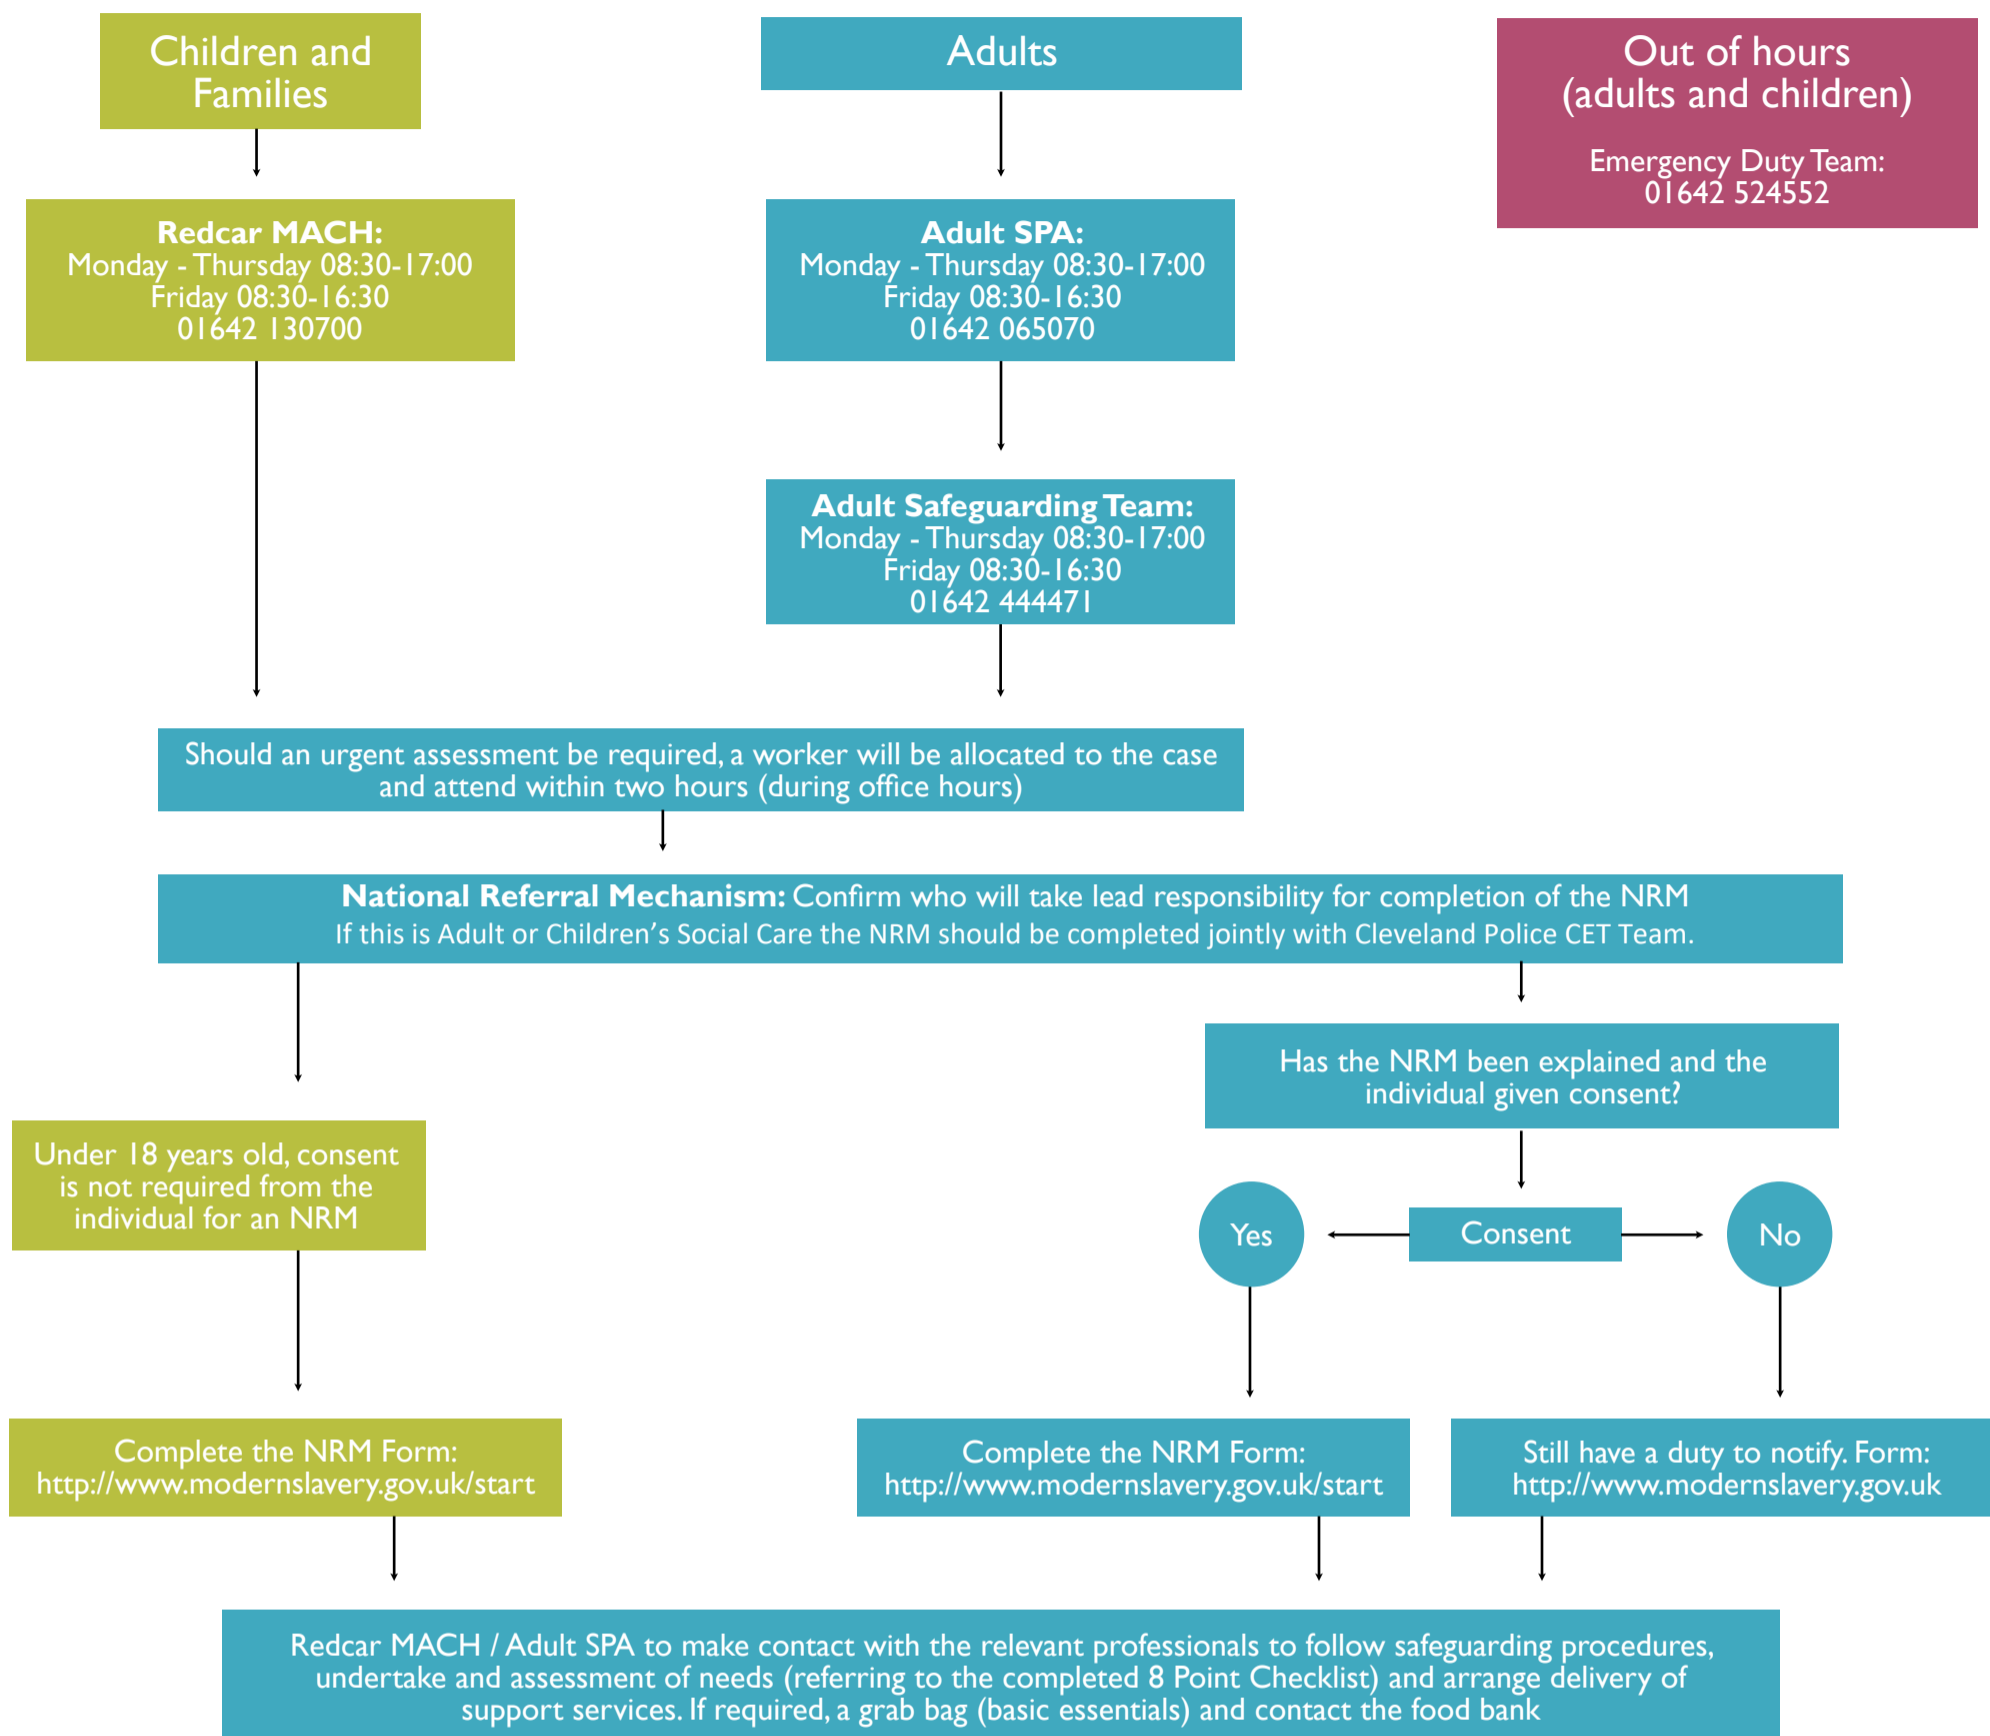 Children and
Families
Adults
Out of hours
(adults and children)
Emergency Duty Team:
01642 524552
Redcar MACH:
Monday - Thursday 08:30-17:00
Friday 08:30-16:30
01642 130700
Adult SPA:
Monday - Thursday 08:30-17:00
Friday 08:30-16:30
01642 065070
Adult Safeguarding Team:
Monday - Thursday 08:30-17:00
Friday 08:30-16:30
01642 444471
Should an urgent assessment be required, a worker will be allocated to the case
and attend within two hours (during office hours)
National Referral Mechanism: Confirm who will take lead responsibility for completion of the NRM
If this is Adult or Children’s Social Care the NRM should be completed jointly with Cleveland Police CET Team.
Has the NRM been explained and the
individual given consent?
Under 18 years old, consent
is not required from the
individual for an NRM
Yes
Consent
No
Complete the NRM Form:
http://www.modernslavery.gov.uk/start
Complete the NRM Form:
http://www.modernslavery.gov.uk/start
Still have a duty to notify. Form:
http://www.modernslavery.gov.uk
Redcar MACH / Adult SPA to make contact with the relevant professionals to follow safeguarding procedures,
undertake and assessment of needs (referring to the completed 8 Point Checklist) and arrange delivery of
support services. If required, a grab bag (basic essentials) and contact the food bank